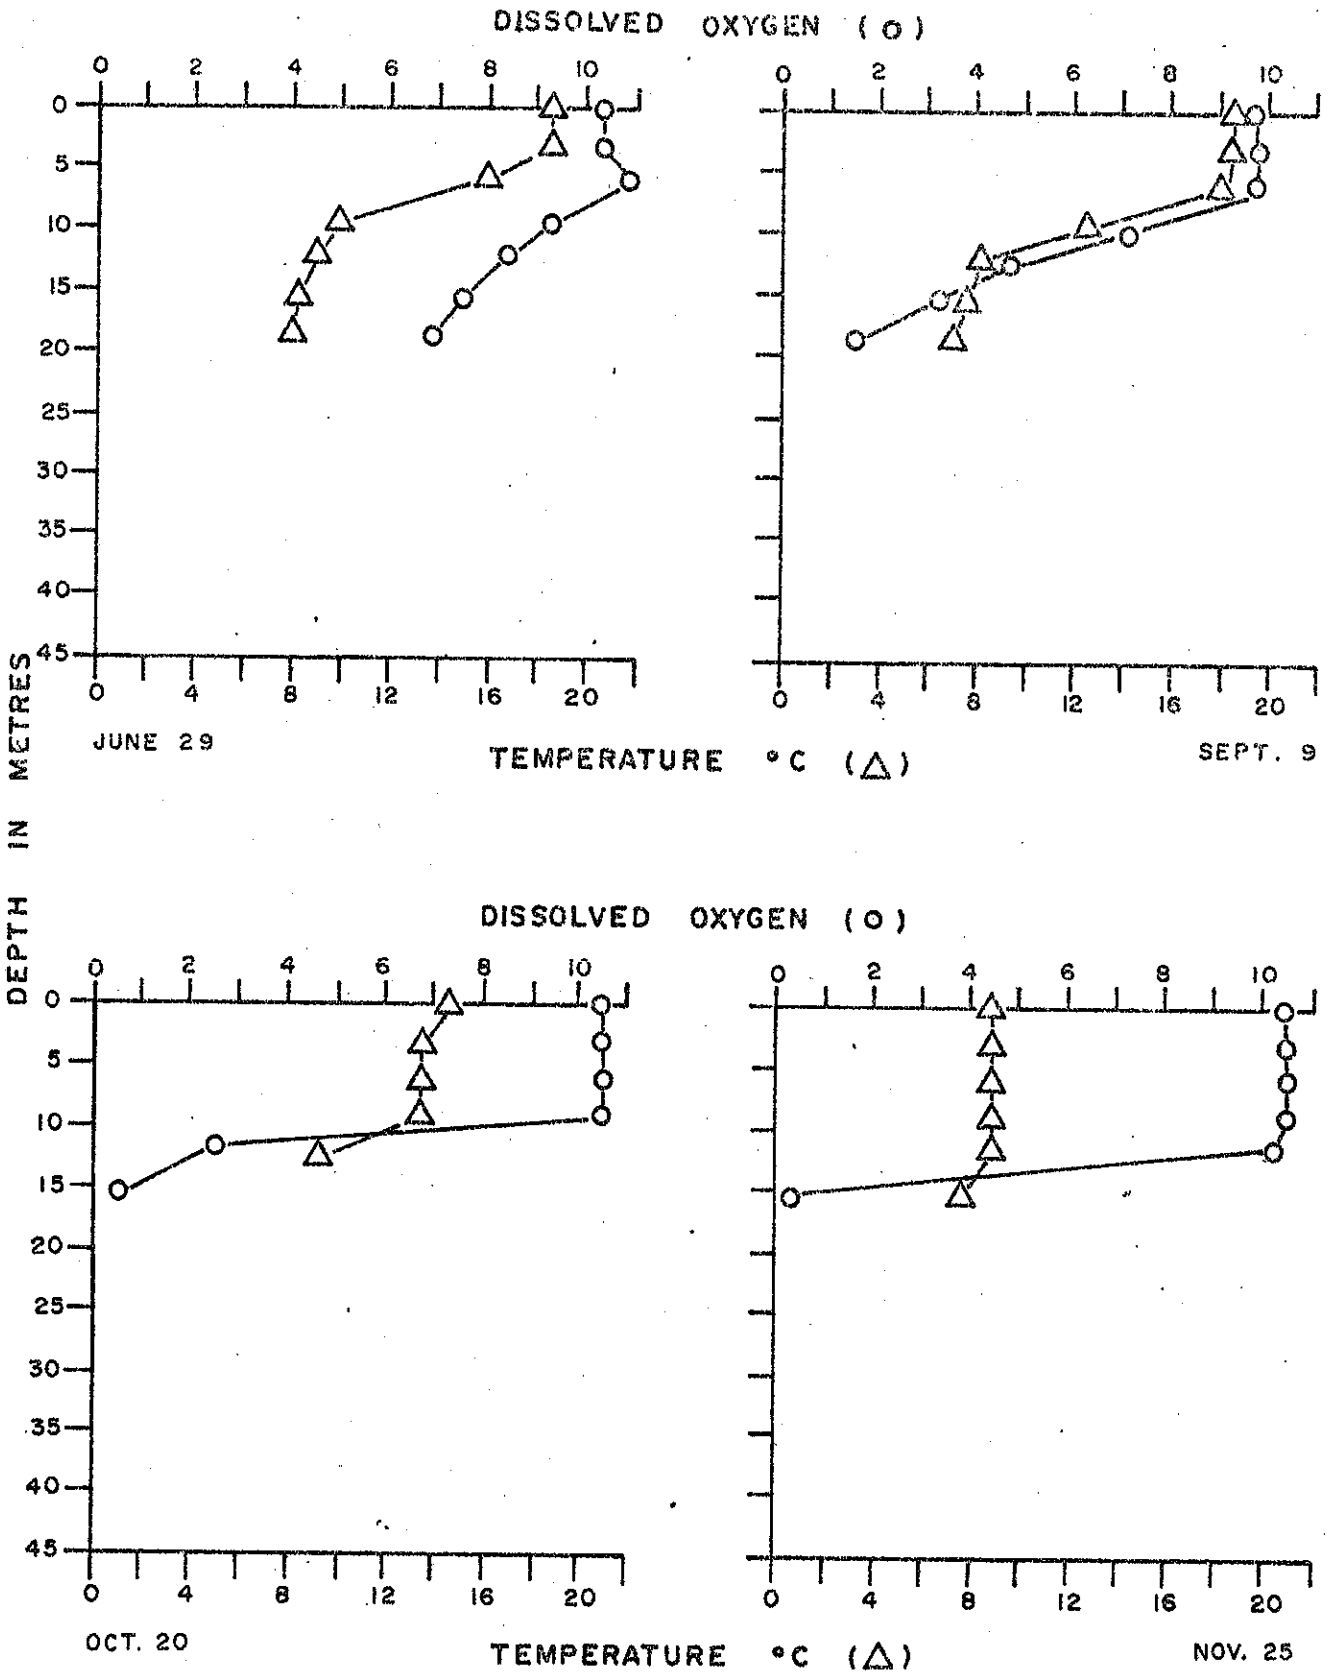 DISSOLVED OXYGEN ( O )
0 2 4 6 8 10
0 2 4 6 8 10
0
5
10
15
20
25
30
35
40
45
0 4 8 12 16 20
0 4 8 12 16 20
JUNE 29
TEMPERATURE °C (△)
SEPT. 9
DEPTH IN METRES
DISSOLVED OXYGEN ( O )
0 2 4 6 8 10
0 2 4 6 8 10
0
5
10
15
20
25
30
35
40
45
0 4 8 12 16 20
0 4 8 12 16 20
OCT. 20
TEMPERATURE °C (△)
NOV. 25